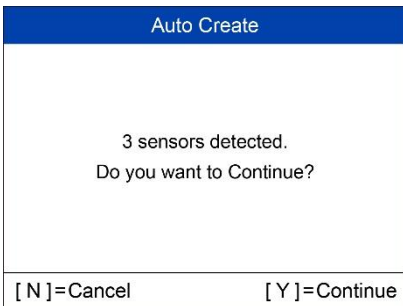 Auto Create
3 sensors detected.
Do you want to Continue?
[ N ]=Cancel [ Y ]=Continue